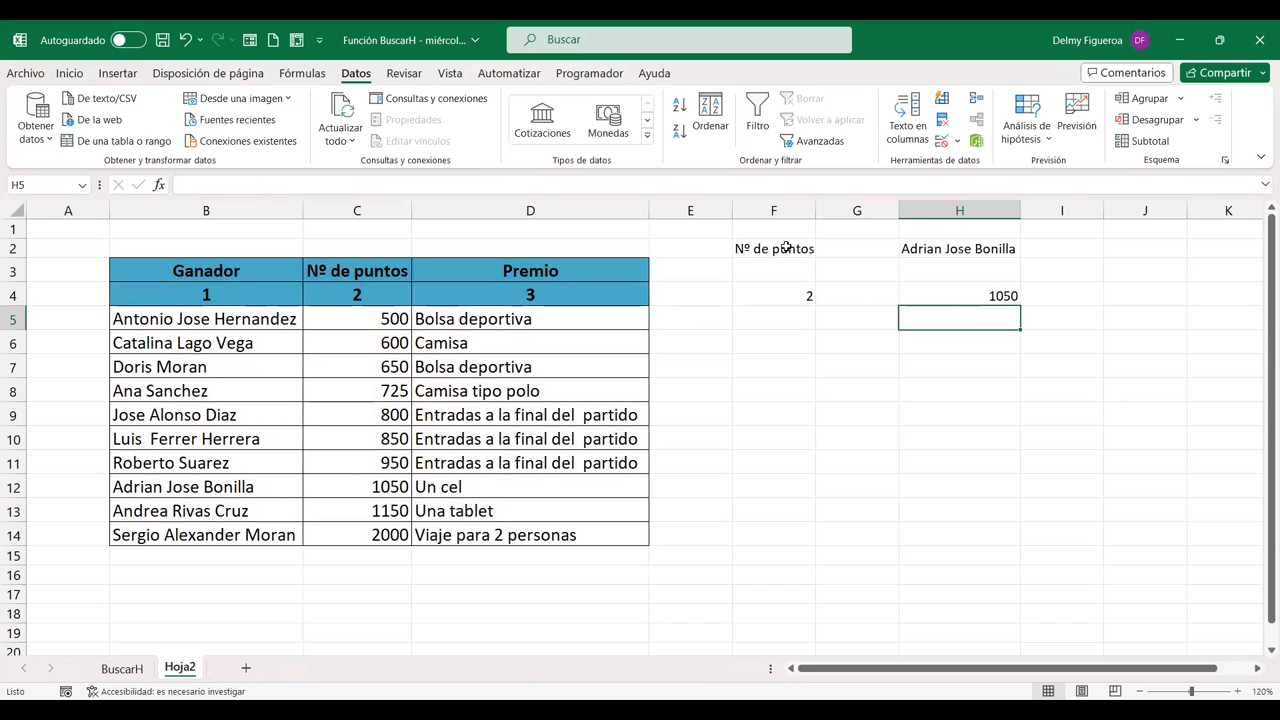 Autoguardado
Función BuscarH - miércol...
Buscar
Delmy Figueroa
DF
Archivo Inicio Insertar Disposición de página Fórmulas Datos Revisar Vista Automatizar Programador Ayuda
Comentarios
Compartir
Obtener datos
De texto/CSV
De la web
De una tabla o rango
Desde una imagen
Fuentes recientes
Conexiones existentes
Obtener y transformar datos
Actualizar todo
Consultas y conexiones
Propiedades
Editar vínculos
Consultas y conexiones
Cotizaciones
Monedas
Tipos de datos
Ordenar
Filtro
Borrar
Volver a aplicar
Avanzadas
Ordenar y filtrar
Texto en columnas
Herramientas de datos
Análisis de hipótesis
Previsión
Previsión
Agrupar
Desagrupar
Subtotal
Esquema
H5
fx
A B C D E F G H I J K
1
2 Nº de puntos Adrian Jose Bonilla
3 Ganador Nº de puntos Premio
4 1 2 3 2 1050
5 Antonio Jose Hernandez 500 Bolsa deportiva
6 Catalina Lago Vega 600 Camisa
7 Doris Moran 650 Bolsa deportiva
8 Ana Sanchez 725 Camisa tipo polo
9 Jose Alonso Diaz 800 Entradas a la final del partido
10 Luis Ferrer Herrera 850 Entradas a la final del partido
11 Roberto Suarez 950 Entradas a la final del partido
12 Adrian Jose Bonilla 1050 Un cel
13 Andrea Rivas Cruz 1150 Una tablet
14 Sergio Alexander Moran 2000 Viaje para 2 personas
15
16
17
18
19
20
BuscarH Hoja2
Listo
Accesibilidad: es necesario investigar
120%